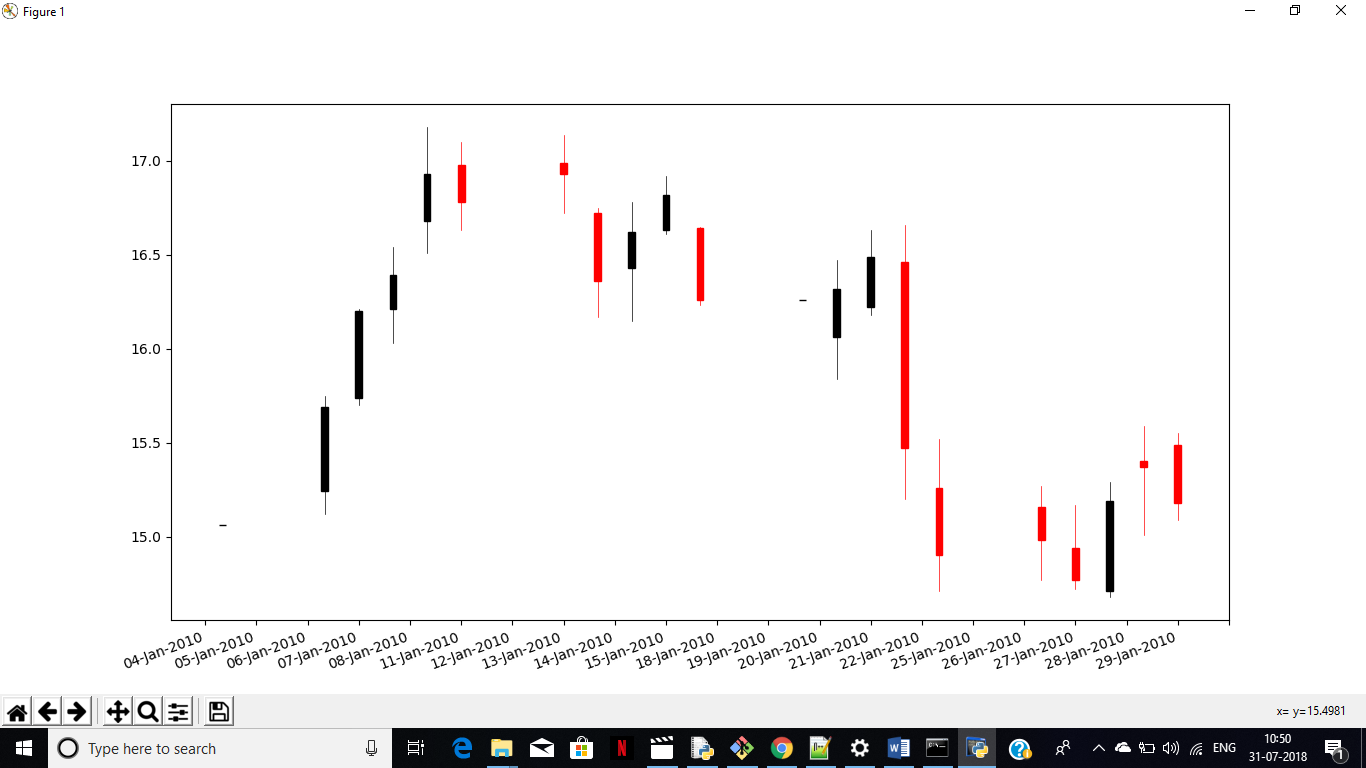 Figure 1
17.0
16.5
16.0
15.5
15.0
04-Jan-2010
05-Jan-2010
06-Jan-2010
07-Jan-2010
08-Jan-2010
11-Jan-2010
12-Jan-2010
13-Jan-2010
14-Jan-2010
15-Jan-2010
18-Jan-2010
19-Jan-2010
20-Jan-2010
21-Jan-2010
22-Jan-2010
25-Jan-2010
26-Jan-2010
27-Jan-2010
28-Jan-2010
29-Jan-2010
x= y=15.4981
Type here to search
ENG
10:50
31-07-2018
1